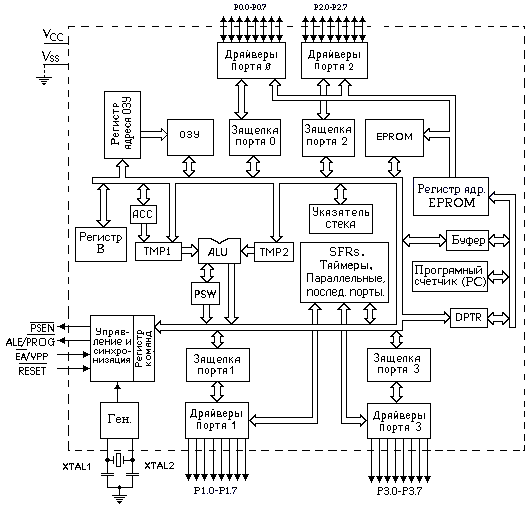 P0.0-P0.7
P2.0-P2.7
VCC
VSS
Драйверы
порта 0
Драйверы
порта 2
Регистр
адреса ОЗУ
ОЗУ
Защелка
порта 0
Защелка
порта 2
EPROM
Регистр адр.
EPROM
Регистр
B
ACC
TMP1
ALU
TMP2
PSW
Указатель
стека
SFRs.
Таймеры,
Параллельные,
послед. порты.
Буфер
Програмный
счетчик (PC)
DPTR
PSEN
ALE/PROG
EA/VPP
RESET
Управле-
ние и
синхро-
низация
Регистр
команд
Защелка
порта1
Защелка
порта 3
Ген.
Драйверы
Порта 1
Драйверы
Порта 3
XTAL1
XTAL2
P1.0-P1.7
P3.0-P3.7